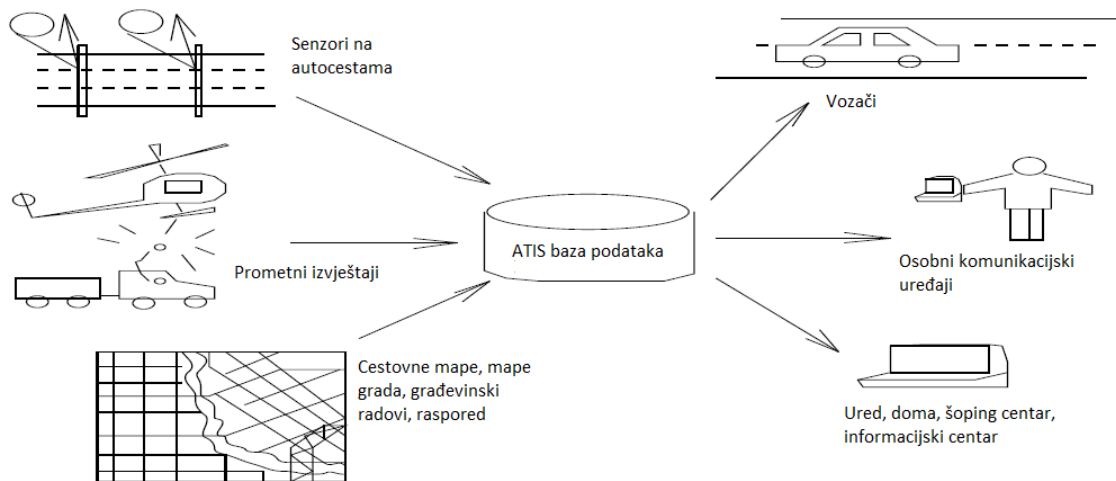 Senzori na
autocestama
Vozači
Prometni izvještaji
ATIS baza podataka
Osobni komunikacijski
uređaji
Cestovne mape, mape
grada, građevinski
radovi, raspored
Ured, doma, šoping centar,
informacijski centar